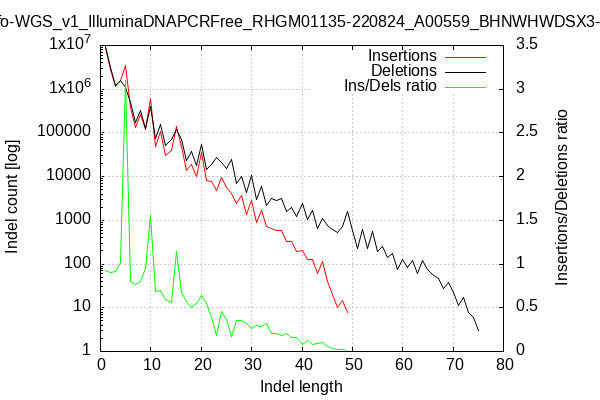 fo-WGS_v1_IlluminaDNAPCRFree_RHGM01135-220824_A00559_BHNWHWDSX3-
1x10⁷
1x10⁶
100000
10000
1000
100
10
1
3.5
3
2.5
2
1.5
1
0.5
0
Insertions
Deletions
Ins/Dels ratio
Indel count [log]
Insertions/Deletions ratio
0 10 20 30 40 50 60 70 80
Indel length